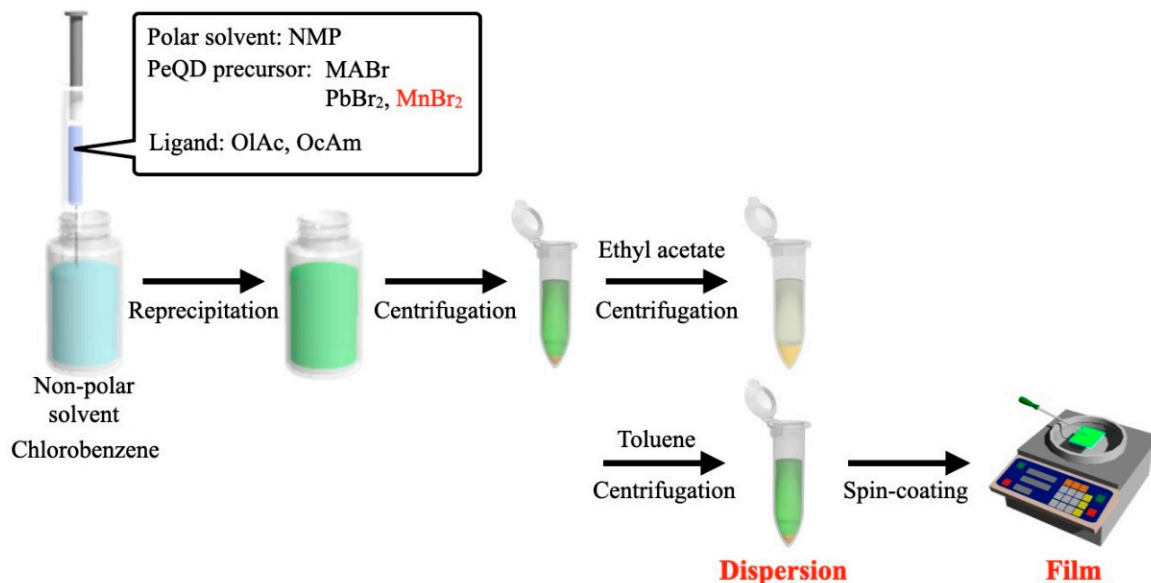 Polar solvent: NMP
PeQD precursor: MABr
PbBr₂, MnBr₂
Ligand: OlAc, OcAm
Reprecipitation
Centrifugation
Ethyl acetate
Centrifugation
Non-polar
solvent
Chlorobenzene
Toluene
Centrifugation
Spin-coating
Dispersion
Film